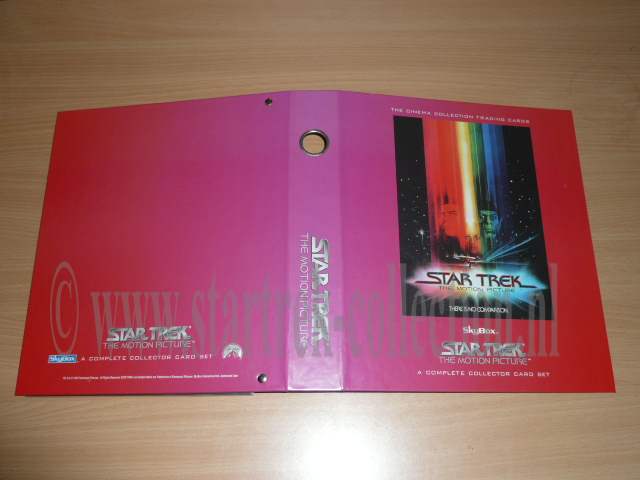 THE CINEMA COLLECTION TRADING CARDS
STAR TREK
THE MOTION PICTURE
THERE IS NO COMPARISON.
SkyBox
STAR TREK
THE MOTION PICTURE
A COMPLETE COLLECTOR CARD SET
STAR TREK
THE MOTION PICTURE
STAR TREK
THE MOTION PICTURE
SkyBox
A COMPLETE COLLECTOR CARD SET
© www.startrek-collection.nl